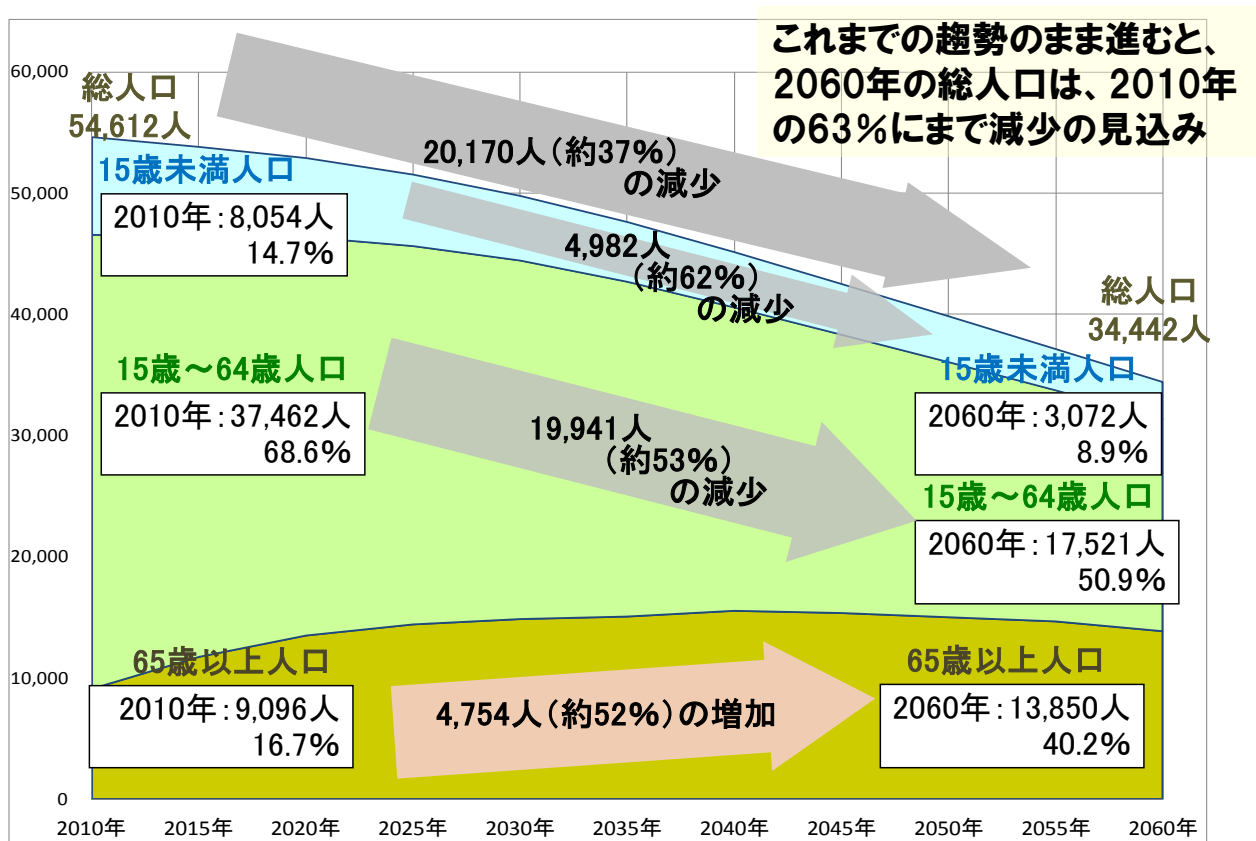 これまでの趨勢のまま進むと、
2060年の総人口は、2010年
の63%にまで減少の見込み
60,000
50,000
40,000
30,000
20,000
10,000
0
総人口
54,612人
15歳未満人口
2010年:8,054人
14.7%
15歳~64歳人口
2010年:37,462人
68.6%
65歳以上人口
2010年:9,096人
16.7%
20,170人(約37%)
の減少
4,982人
(約62%)
の減少
19,941人
(約53%)
の減少
4,754人(約52%)の増加
総人口
34,442人
15歳未満人口
2060年:3,072人
8.9%
15歳~64歳人口
2060年:17,521人
50.9%
65歳以上人口
2060年:13,850人
40.2%
2010年 2015年 2020年 2025年 2030年 2035年 2040年 2045年 2050年 2055年 2060年